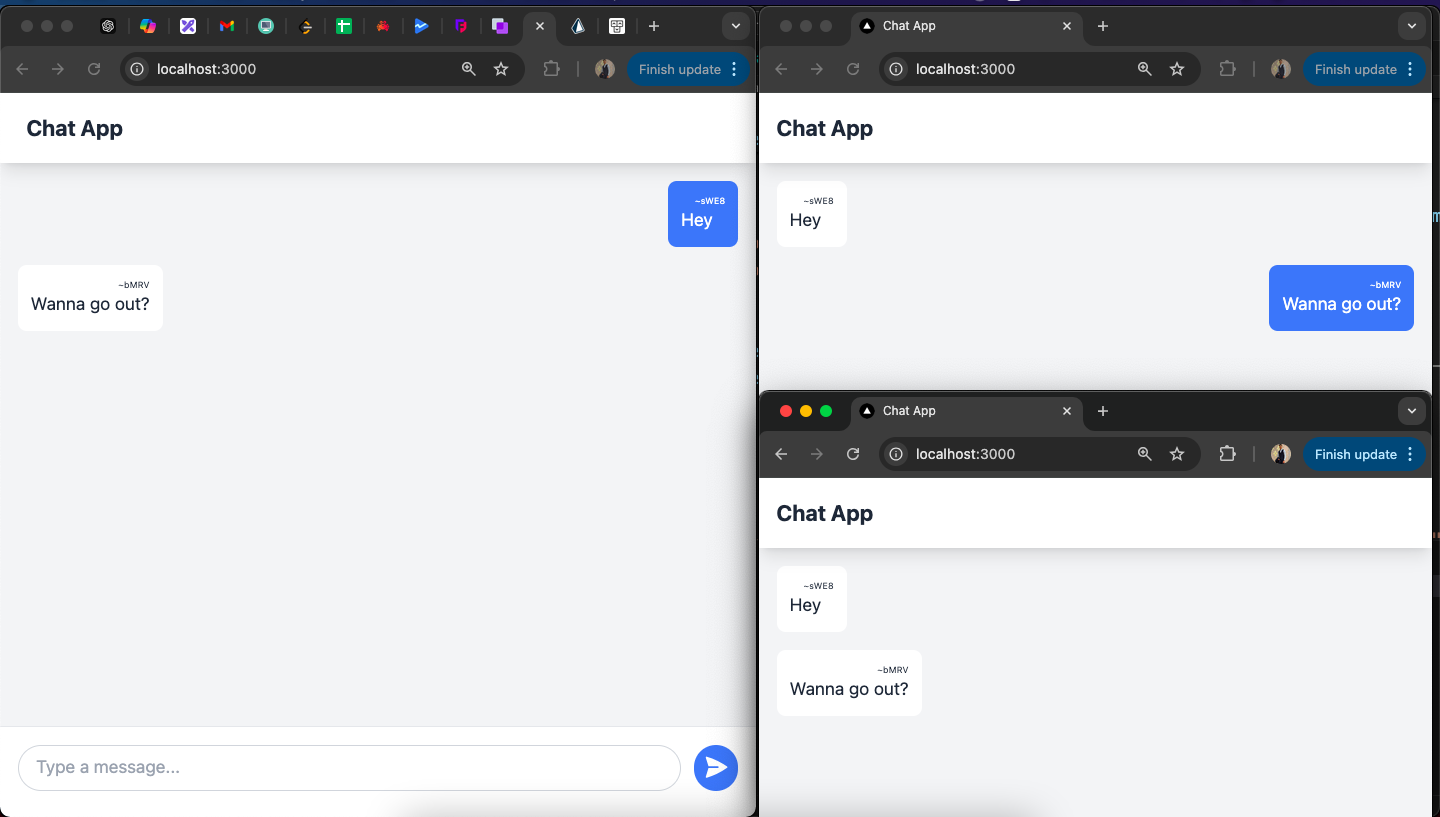 localhost:3000
Finish update
Chat App
~sWE8
Hey
~bMRV
Wanna go out?
Type a message...
Chat App
localhost:3000
Finish update
Chat App
~sWE8
Hey
~bMRV
Wanna go out?
Chat App
localhost:3000
Finish update
Chat App
~sWE8
Hey
~bMRV
Wanna go out?